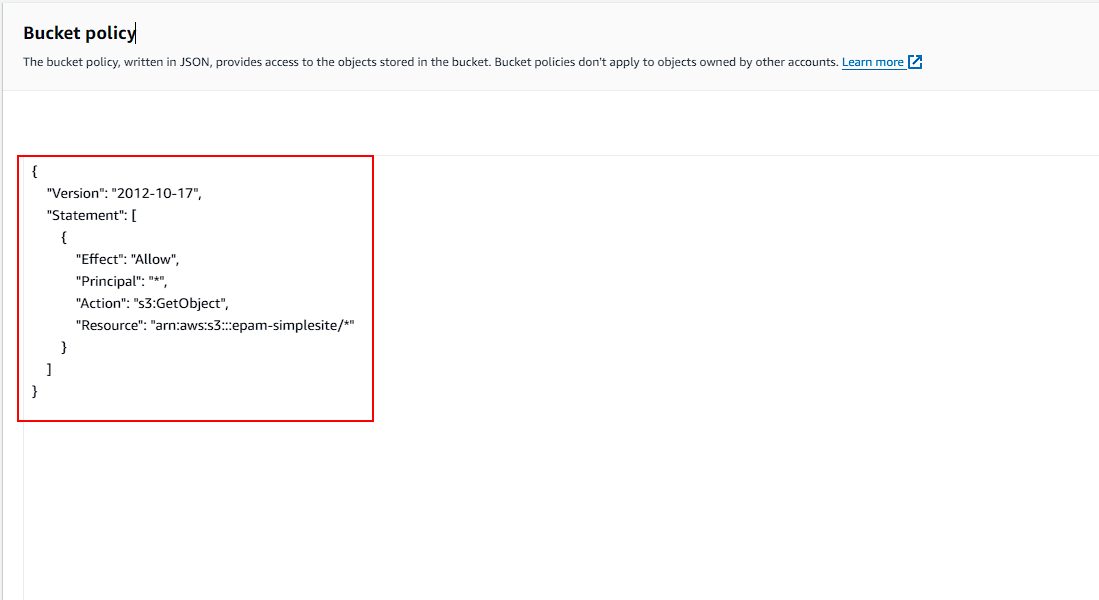 Bucket policy
The bucket policy, written in JSON, provides access to the objects stored in the bucket. Bucket policies don't apply to objects owned by other accounts. Learn more
{
"Version": "2012-10-17",
"Statement": [
{
"Effect": "Allow",
"Principal": "*",
"Action": "s3:GetObject",
"Resource": "arn:aws:s3:::epam-simplesite/*"
}
]
}